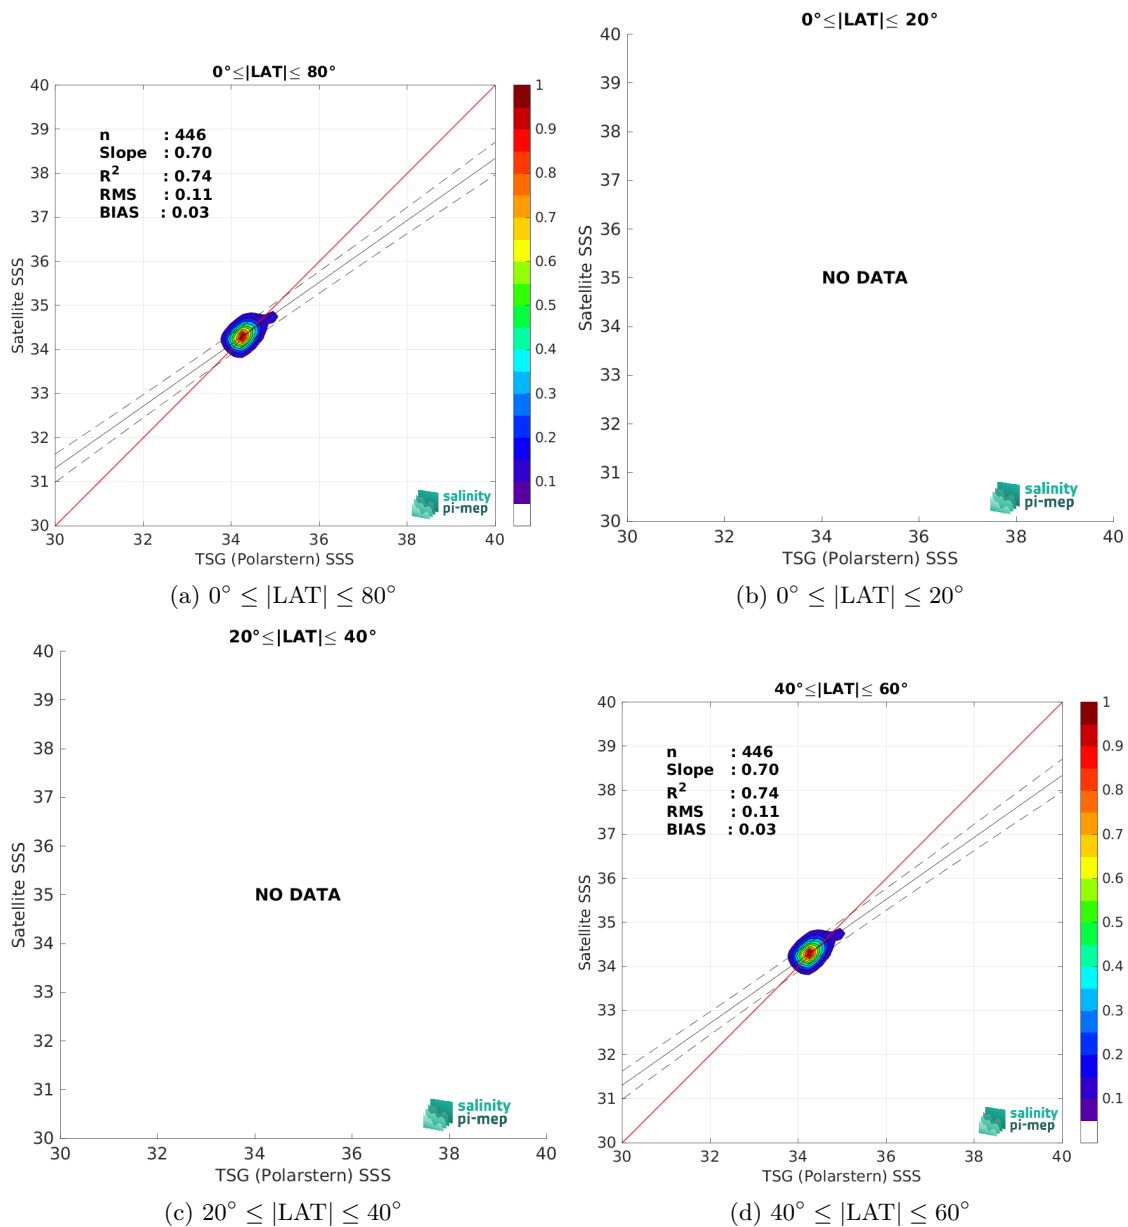 0°≤|LAT|≤ 80°
40
39
38
37
36
35
34
33
32
31
30
Satellite SSS
n : 446
Slope : 0.70
R² : 0.74
RMS : 0.11
BIAS : 0.03
salinity
pi-mep
30 32 34 36 38 40
TSG (Polarstern) SSS
1
0.9
0.8
0.7
0.6
0.5
0.4
0.3
0.2
0.1
(a) 0° ≤ |LAT| ≤ 80°
0°≤|LAT|≤ 20°
40
39
38
37
36
35
34
33
32
31
30
Satellite SSS
NO DATA
salinity
pi-mep
30 32 34 36 38 40
TSG (Polarstern) SSS
(b) 0° ≤ |LAT| ≤ 20°
20°≤|LAT|≤ 40°
40
39
38
37
36
35
34
33
32
31
30
Satellite SSS
NO DATA
salinity
pi-mep
30 32 34 36 38 40
TSG (Polarstern) SSS
(c) 20° ≤ |LAT| ≤ 40°
40°≤|LAT|≤ 60°
40
39
38
37
36
35
34
33
32
31
30
Satellite SSS
n : 446
Slope : 0.70
R² : 0.74
RMS : 0.11
BIAS : 0.03
salinity
pi-mep
30 32 34 36 38 40
TSG (Polarstern) SSS
1
0.9
0.8
0.7
0.6
0.5
0.4
0.3
0.2
0.1
(d) 40° ≤ |LAT| ≤ 60°